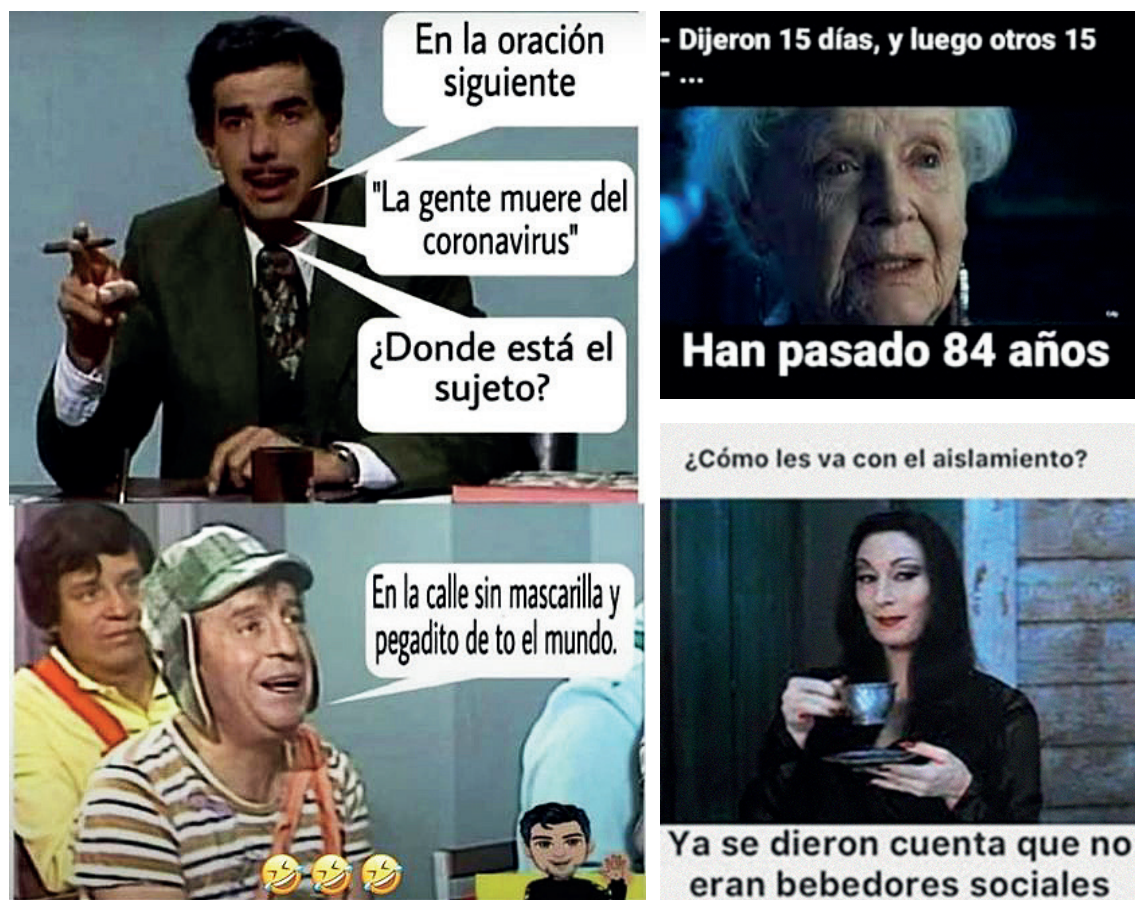 En la oración
siguiente
"La gente muere del
coronavirus"
¿Donde está el
sujeto?
En la calle sin mascarilla y
pegadito de to el mundo.
- Dijeron 15 días, y luego otros 15
- ...
Han pasado 84 años
¿Cómo les va con el aislamiento?
Ya se dieron cuenta que no
eran bebedores sociales